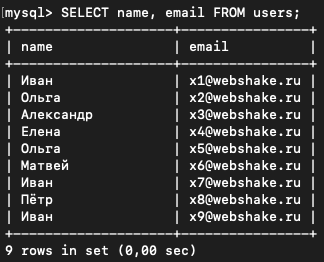 mysql> SELECT name, email FROM users;
+--------------------+-----------------+
| name | email |
+--------------------+-----------------+
| Иван | x1@webshake.ru |
| Ольга | x2@webshake.ru |
| Александр | x3@webshake.ru |
| Елена | x4@webshake.ru |
| Ольга | x5@webshake.ru |
| Матвей | x6@webshake.ru |
| Иван | x7@webshake.ru |
| Пётр | x8@webshake.ru |
| Иван | x9@webshake.ru |
+--------------------+-----------------+
9 rows in set (0,00 sec)